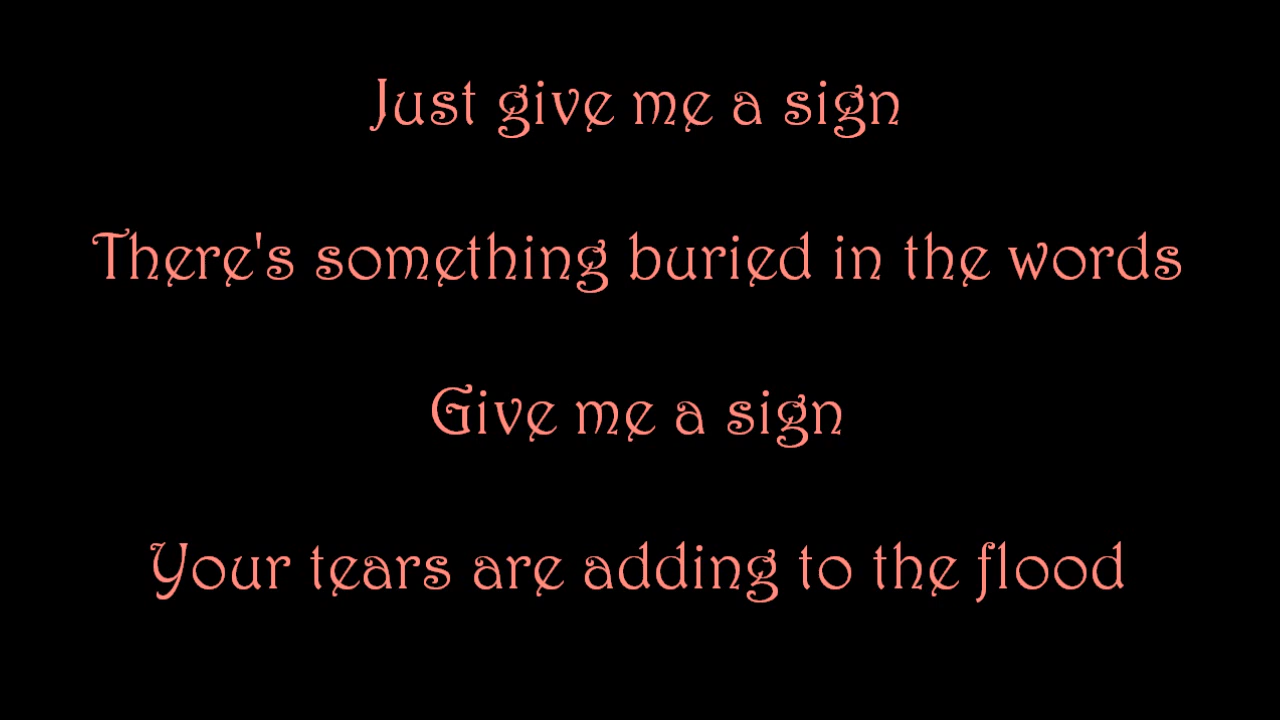 Just give me a sign
There's something buried in the words
Give me a sign
Your tears are adding to the flood